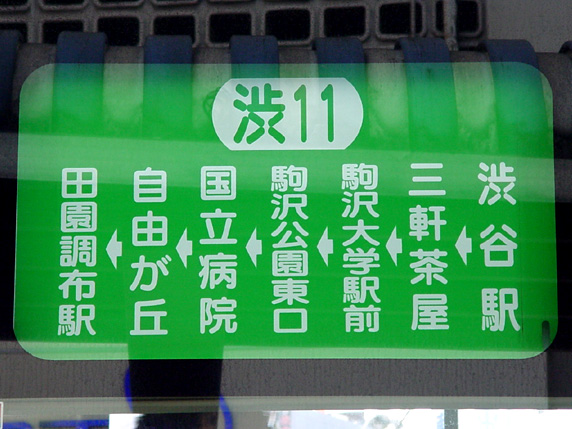 渋11
渋谷駅
三軒茶屋
駒沢大学駅前
駒沢公園東口
国立病院
自由が丘
田園調布駅